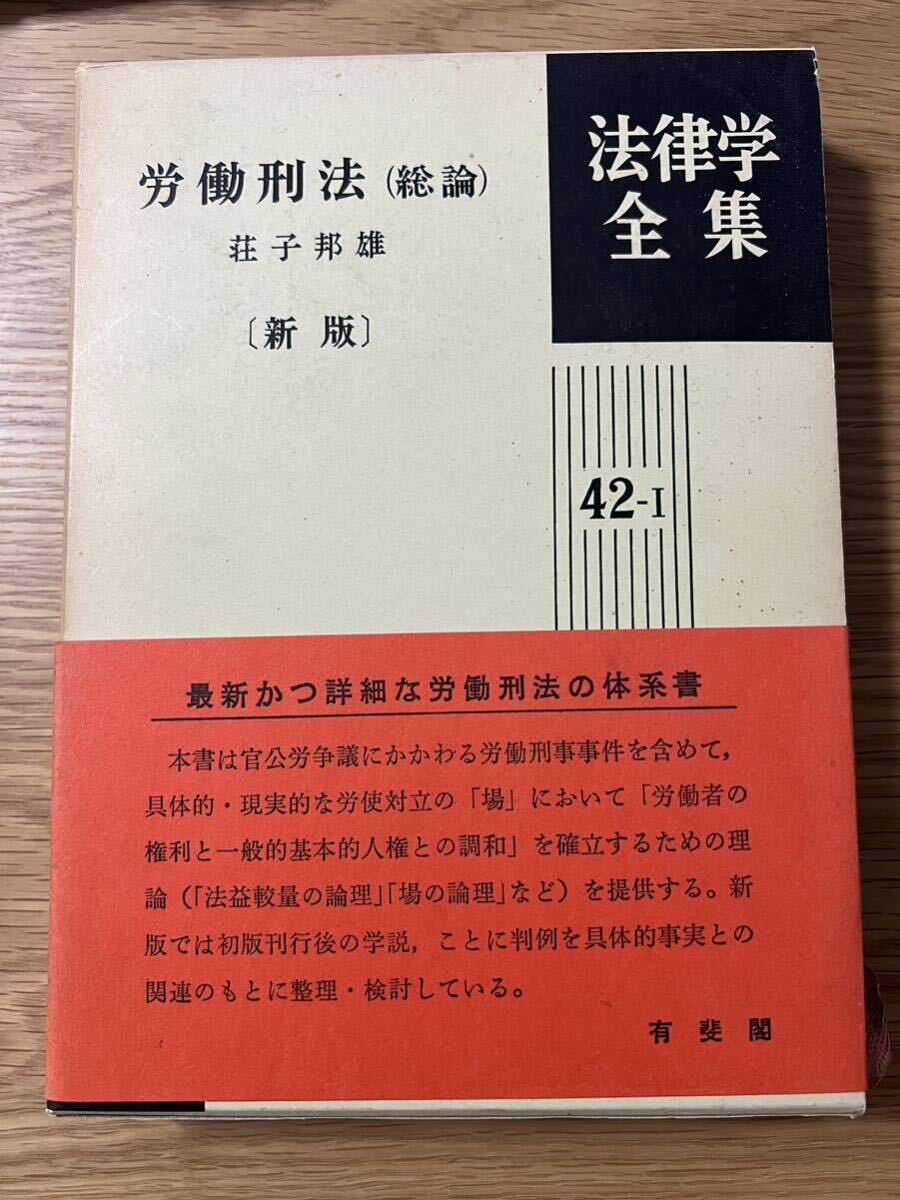 法律学
全集
労働刑法(総論)
荘子邦雄
〔新版〕
42-I
最新かつ詳細な労働刑法の体系書
本書は官公労争議にかかわる労働刑事事件を含めて,
具体的・現実的な労使対立の「場」において「労働者の
権利と一般的基本的人権との調和」を確立するための理
論(「法益較量の論理」「場の論理」など)を提供する。新
版では初版刊行後の学説,ことに判例を具体的事実との
関連のもとに整理・検討している。
有斐閣